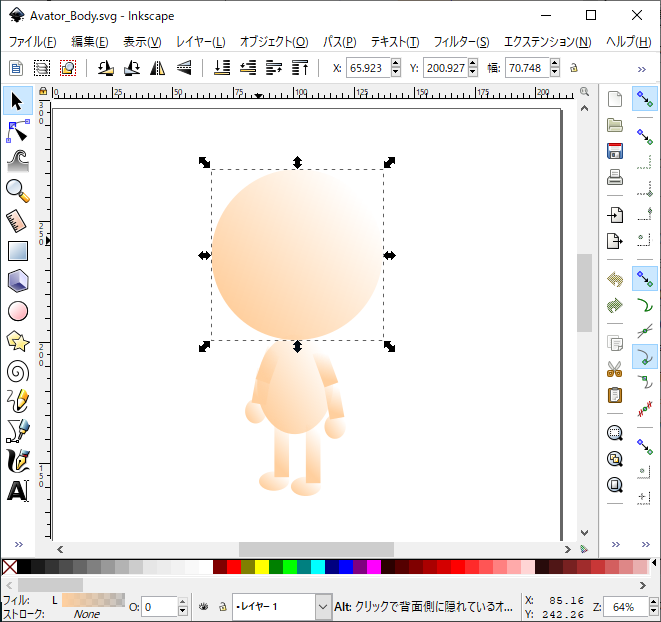 Avator_Body.svg - Inkscape
ファイル(F) 編集(E) 表示(V) レイヤー(L) オブジェクト(O) パス(P) テキスト(T) フィルター(S) エクステンション(N) ヘルプ(H)
X: 65.923 Y: 200.927 幅: 70.748 »
0 25 50 75 100 125 150 175 200
300
250
200
150
A
» » »
フィル: L O: 0 レイヤー 1 Alt: クリックで背面側に隠れているオ... X: 85.16 Z: 64%
ストローク: None Y: 242.26